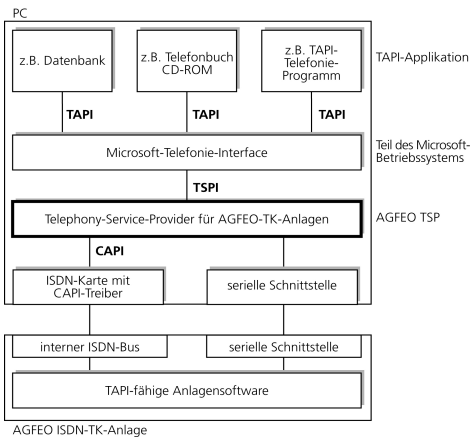 PC
z.B. Datenbank
z.B. Telefonbuch
CD-ROM
z.B. TAPI-
Telefonie-
Programm
TAPI-Applikation
TAPI
TAPI
TAPI
Microsoft-Telefonie-Interface
Teil des Microsoft-
Betriebssystems
TSPI
Telephony-Service-Provider für AGFEO-TK-Anlagen
AGFEO TSP
CAPI
ISDN-Karte mit
CAPI-Treiber
serielle Schnittstelle
interner ISDN-Bus
serielle Schnittstelle
TAPI-fähige Anlagensoftware
AGFEO ISDN-TK-Anlage